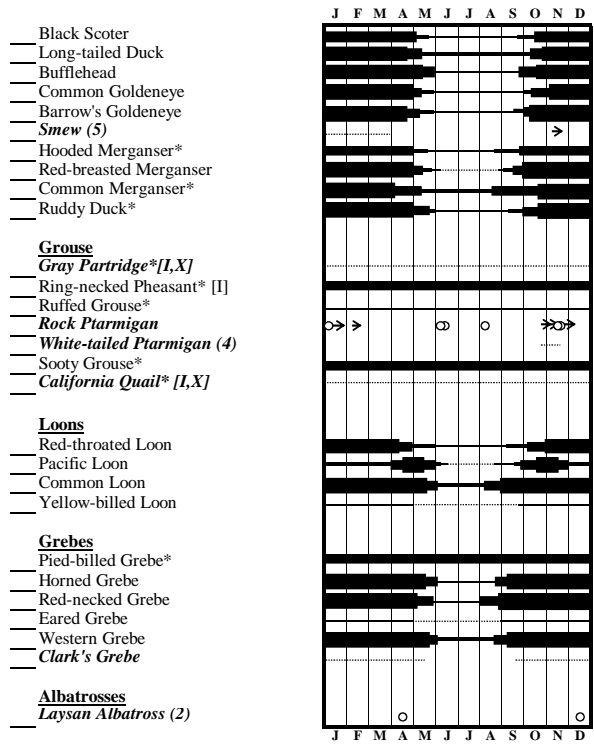 J F M A M J J A S O N D
Black Scoter
Long-tailed Duck
Bufflehead
Common Goldeneye
Barrow's Goldeneye
Smew (5)
Hooded Merganser*
Red-breasted Merganser
Common Merganser*
Ruddy Duck*
Grouse
Gray Partridge*[I,X]
Ring-necked Pheasant* [I]
Ruffed Grouse*
Rock Ptarmigan
White-tailed Ptarmigan (4)
Sooty Grouse*
California Quail* [I,X]
Loons
Red-throated Loon
Pacific Loon
Common Loon
Yellow-billed Loon
Grebes
Pied-billed Grebe*
Horned Grebe
Red-necked Grebe
Eared Grebe
Western Grebe
Clark's Grebe
Albatrosses
Laysan Albatross (2)
J F M A M J J A S O N D